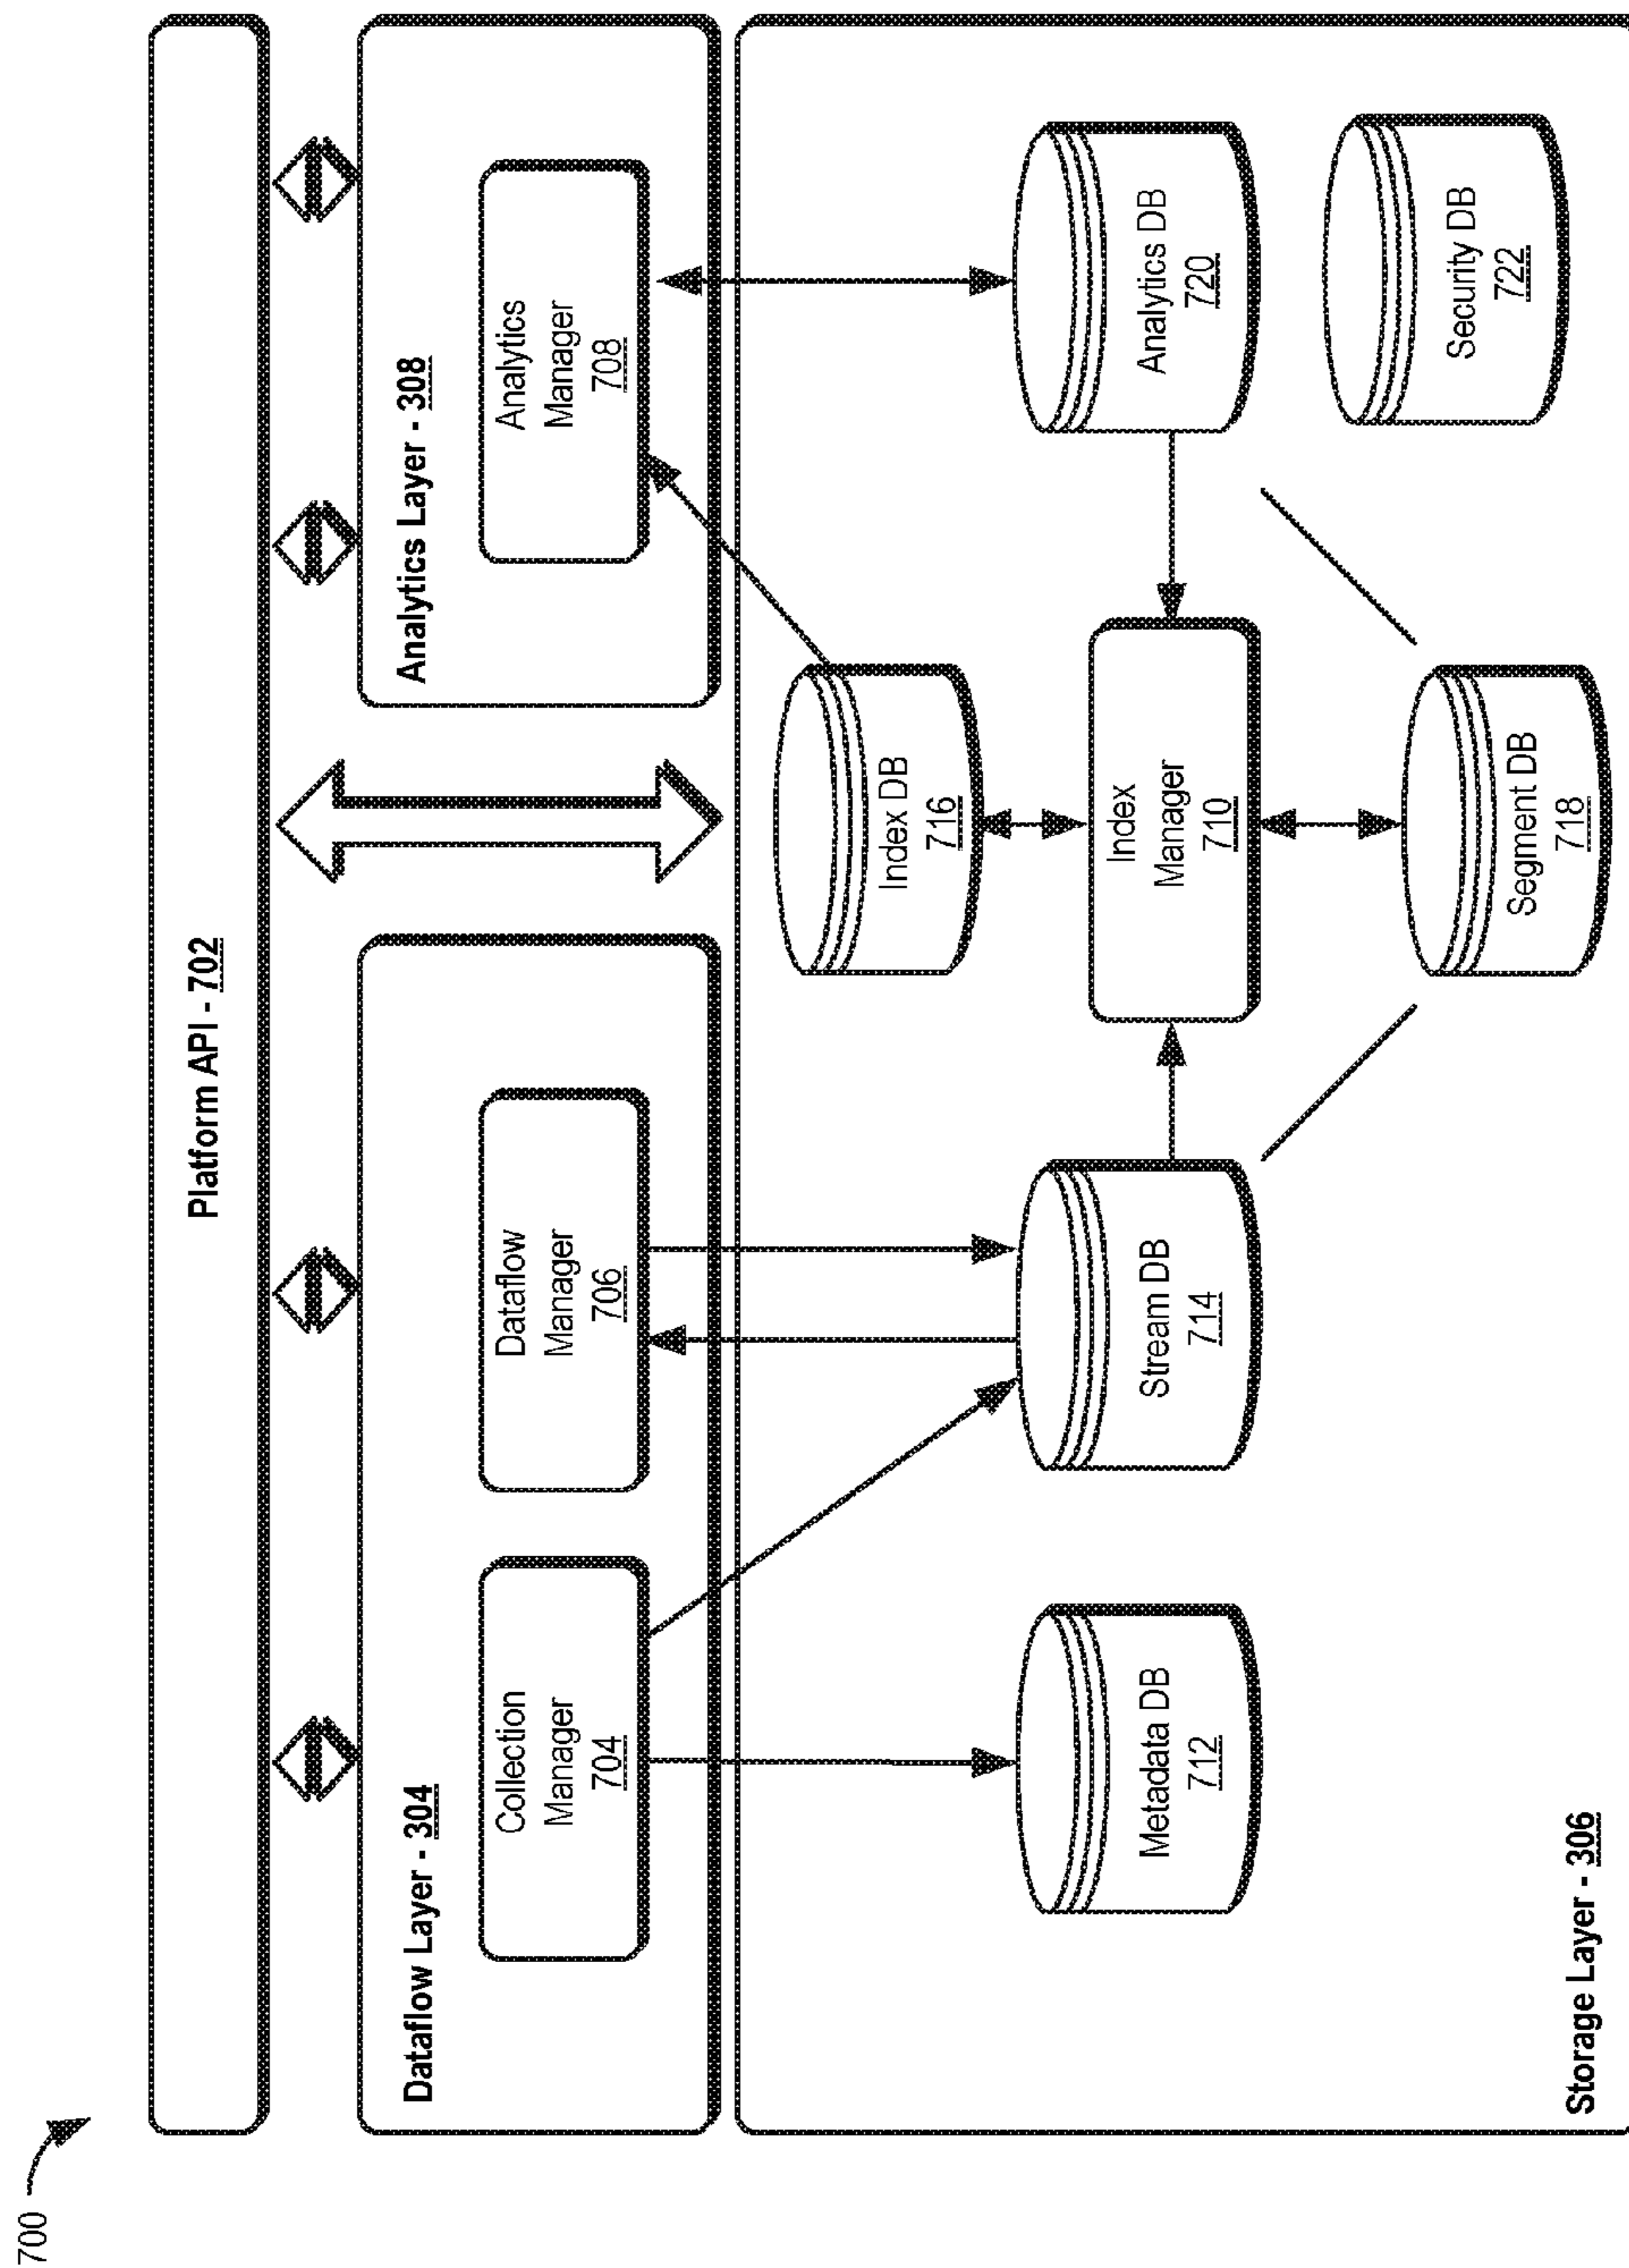 700
Platform API - 702
Dataflow Layer - 304
Collection
Manager
704
Dataflow
Manager
706
Analytics Layer - 308
Analytics
Manager
708
Metadata DB
712
Stream DB
714
Index DB
716
Index
Manager
710
Segment DB
718
Analytics DB
720
Security DB
722
Storage Layer - 306